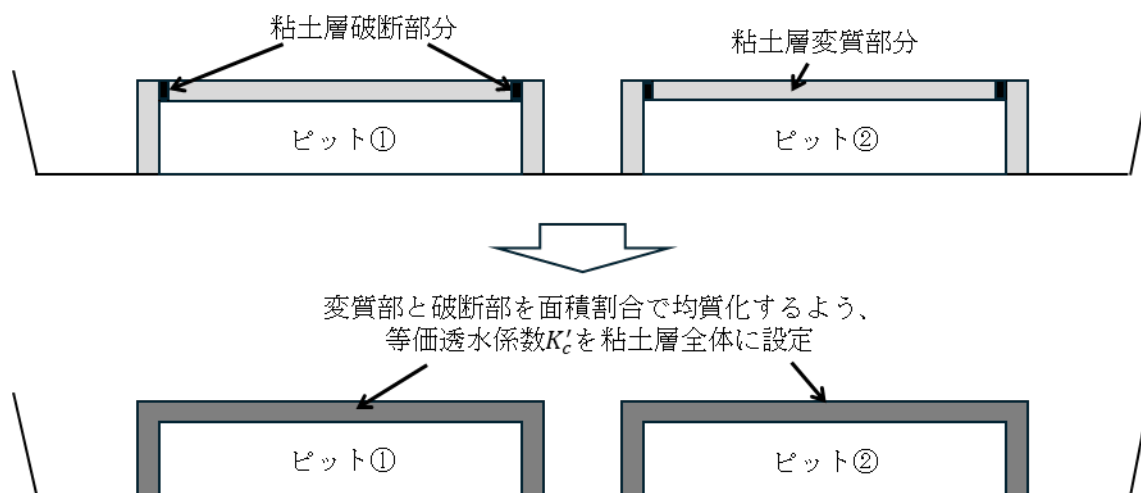 粘土層破断部分
粘土層変質部分
ピット①
ピット②
変質部と破断部を面積割合で均質化するよう、
等価透水係数K′cを粘土層全体に設定
ピット①
ピット②